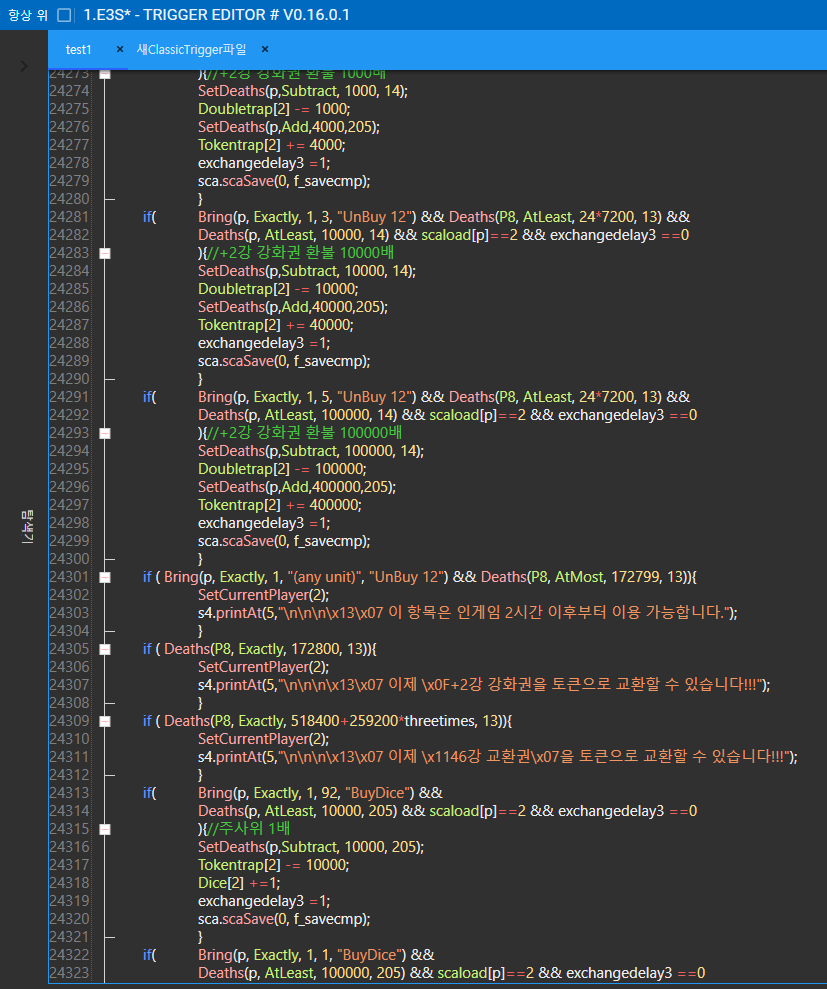 항상 위 1.E3S* - TRIGGER EDITOR # V0.16.0.1
test1 × 새ClassicTrigger파일 ×
탐색기
24273 ){//+2강 강화권 환불 1000배
24274 SetDeaths(p,Subtract, 1000, 14);
24275 Doubletrap[2] -= 1000;
24276 SetDeaths(p,Add,4000,205);
24277 Tokentrap[2] += 4000;
24278 exchangedelay3 =1;
24279 sca.scaSave(0, f_savecmp);
24280 }
24281 if( Bring(p, Exactly, 1, 3, "UnBuy 12") && Deaths(P8, AtLeast, 24*7200, 13) &&
24282 Deaths(p, AtLeast, 10000, 14) && scaload[p]==2 && exchangedelay3 ==0
24283 ){//+2강 강화권 환불 10000배
24284 SetDeaths(p,Subtract, 10000, 14);
24285 Doubletrap[2] -= 10000;
24286 SetDeaths(p,Add,40000,205);
24287 Tokentrap[2] += 40000;
24288 exchangedelay3 =1;
24289 sca.scaSave(0, f_savecmp);
24290 }
24291 if( Bring(p, Exactly, 1, 5, "UnBuy 12") && Deaths(P8, AtLeast, 24*7200, 13) &&
24292 Deaths(p, AtLeast, 100000, 14) && scaload[p]==2 && exchangedelay3 ==0
24293 ){//+2강 강화권 환불 100000배
24294 SetDeaths(p,Subtract, 100000, 14);
24295 Doubletrap[2] -= 100000;
24296 SetDeaths(p,Add,400000,205);
24297 Tokentrap[2] += 400000;
24298 exchangedelay3 =1;
24299 sca.scaSave(0, f_savecmp);
24300 }
24301 if ( Bring(p, Exactly, 1, "(any unit)", "UnBuy 12") && Deaths(P8, AtMost, 172799, 13)){
24302 SetCurrentPlayer(2);
24303 s4.printAt(5,"\n\n\n\x13\x07 이 항목은 인게임 2시간 이후부터 이용 가능합니다.");
24304 }
24305 if ( Deaths(P8, Exactly, 172800, 13)){
24306 SetCurrentPlayer(2);
24307 s4.printAt(5,"\n\n\n\x13\x07 이제 \x0F+2강 강화권을 토큰으로 교환할 수 있습니다!!!");
24308 }
24309 if ( Deaths(P8, Exactly, 518400+259200*threetimes, 13)){
24310 SetCurrentPlayer(2);
24311 s4.printAt(5,"\n\n\n\x13\x07 이제 \x1146강 교환권\x07을 토큰으로 교환할 수 있습니다!!!");
24312 }
24313 if( Bring(p, Exactly, 1, 92, "BuyDice") &&
24314 Deaths(p, AtLeast, 10000, 205) && scaload[p]==2 && exchangedelay3 ==0
24315 ){//주사위 1배
24316 SetDeaths(p,Subtract, 10000, 205);
24317 Tokentrap[2] -= 10000;
24318 Dice[2] +=1;
24319 exchangedelay3 =1;
24320 sca.scaSave(0, f_savecmp);
24321 }
24322 if( Bring(p, Exactly, 1, 1, "BuyDice") &&
24323 Deaths(p, AtLeast, 100000, 205) && scaload[p]==2 && exchangedelay3 ==0